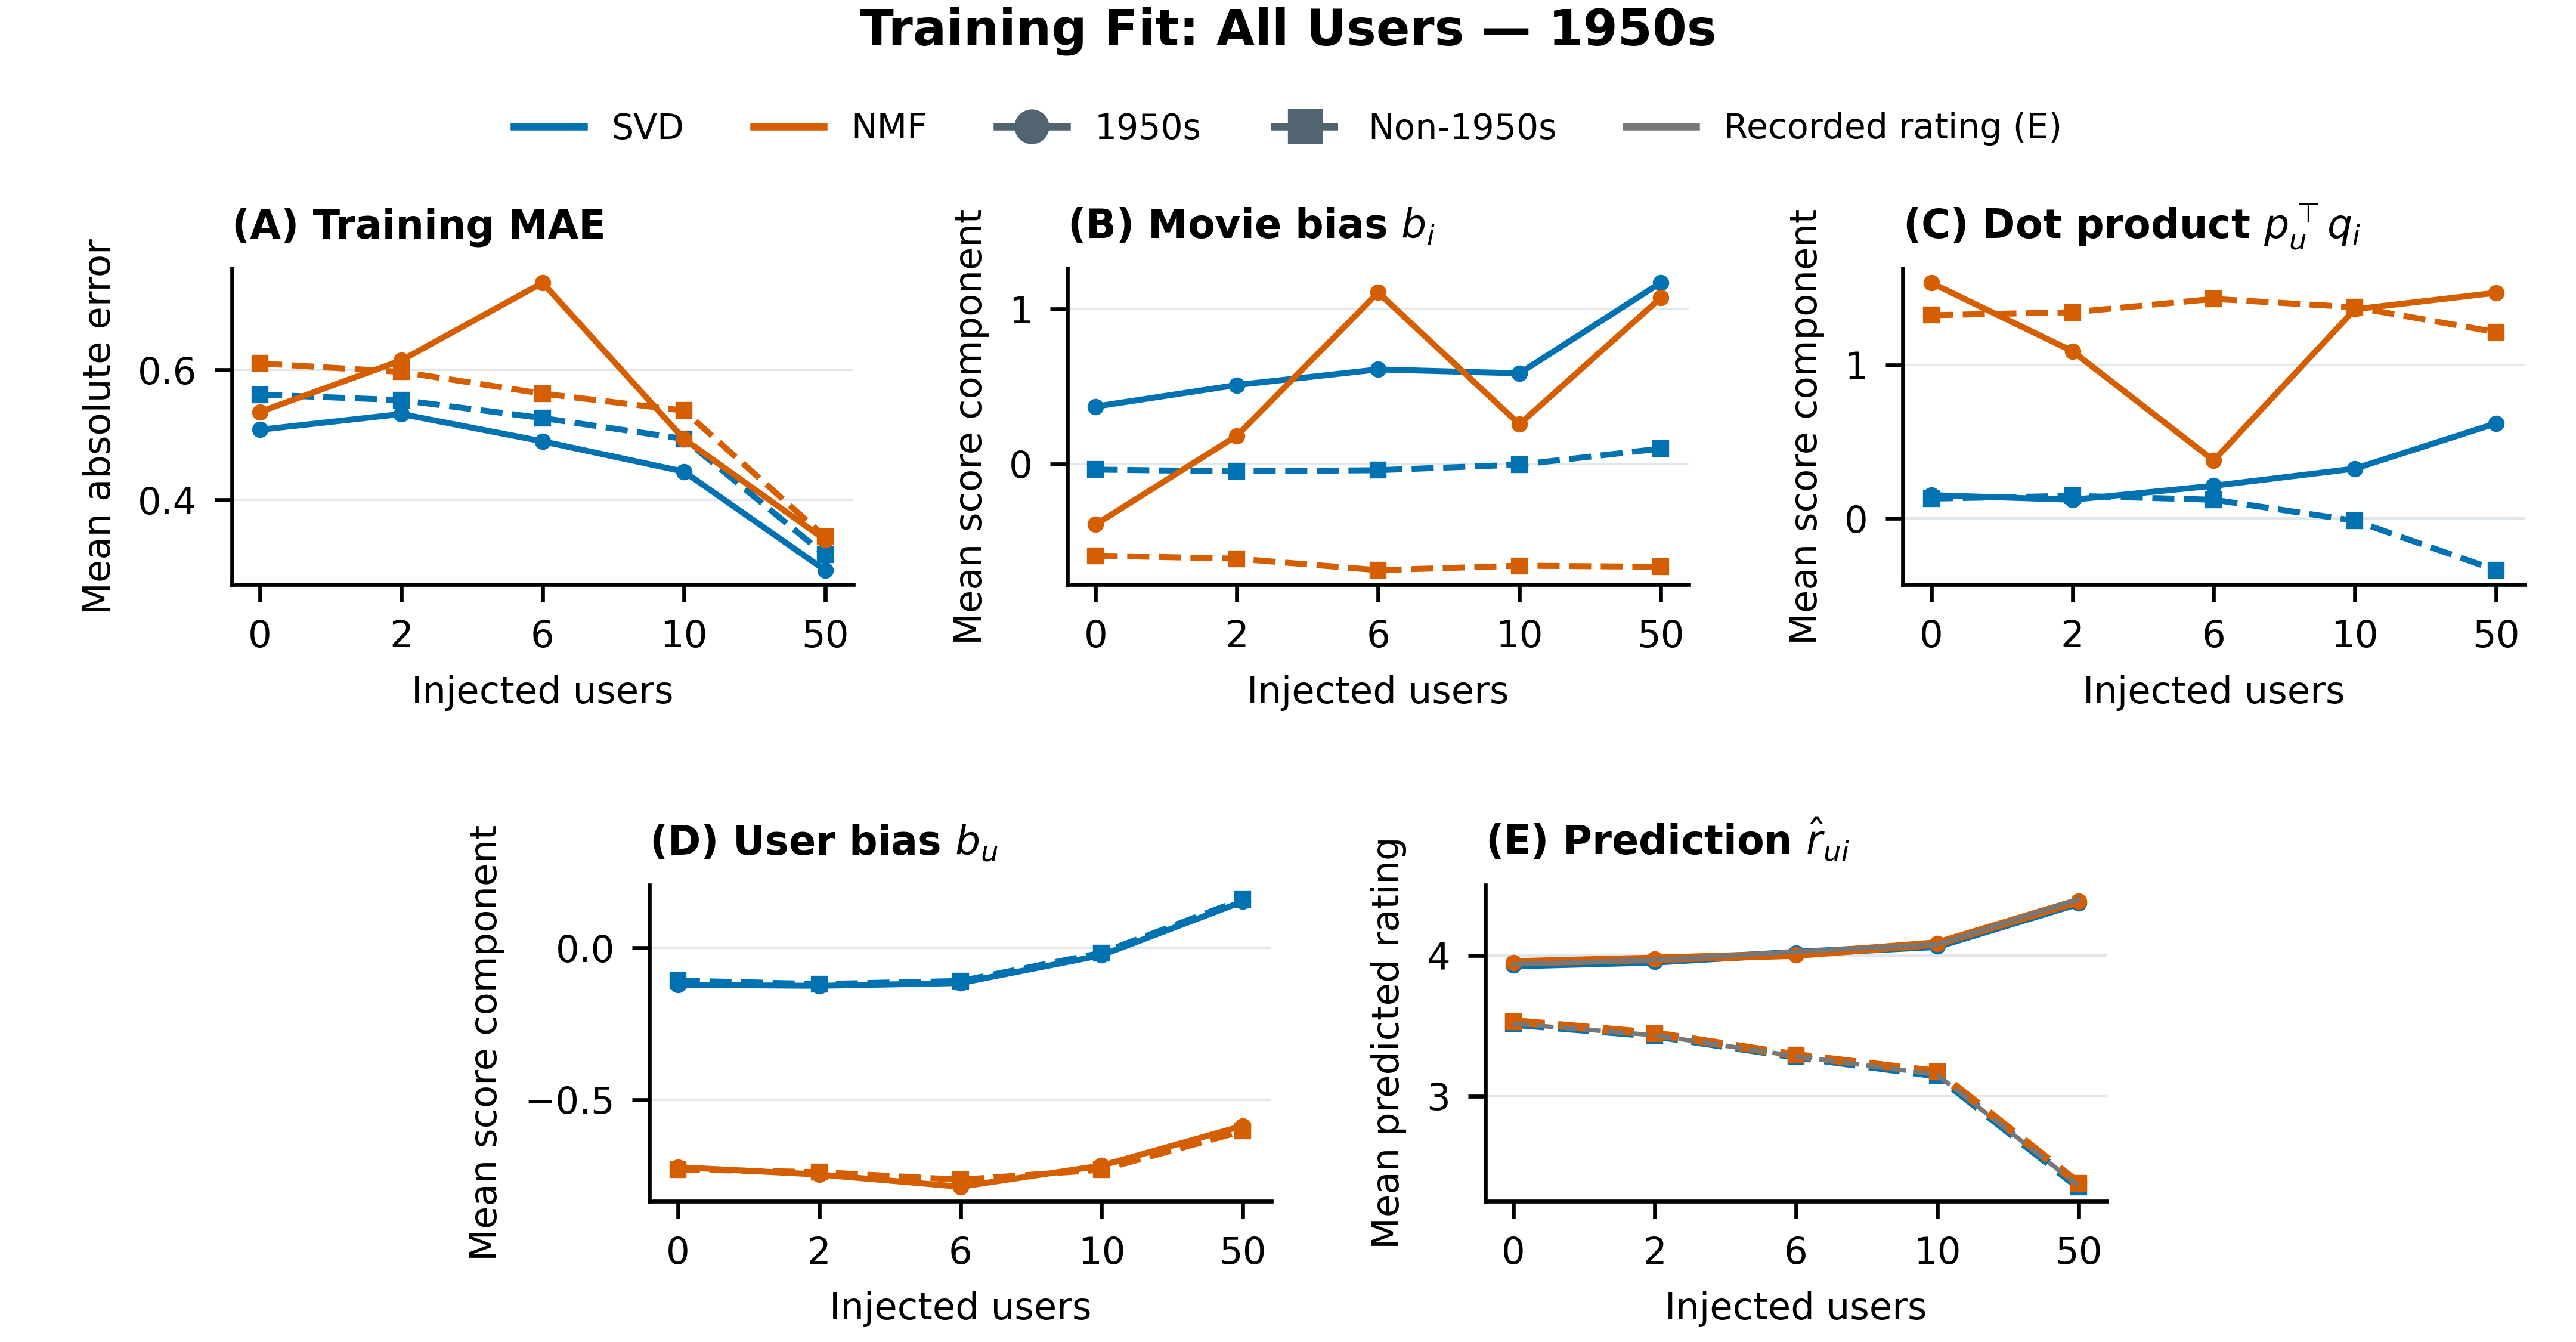 Training Fit: All Users — 1950s
SVD NMF 1950s Non-1950s Recorded rating (E)
(A) Training MAE
Mean absolute error
0.6
0.4
0 2 6 10 50
Injected users
(B) Movie bias b_i
Mean score component
1
0
0 2 6 10 50
Injected users
(C) Dot product p_u^⊤ q_i
Mean score component
1
0
0 2 6 10 50
Injected users
(D) User bias b_u
Mean score component
0.0
−0.5
0 2 6 10 50
Injected users
(E) Prediction r̂_ui
Mean predicted rating
4
3
0 2 6 10 50
Injected users